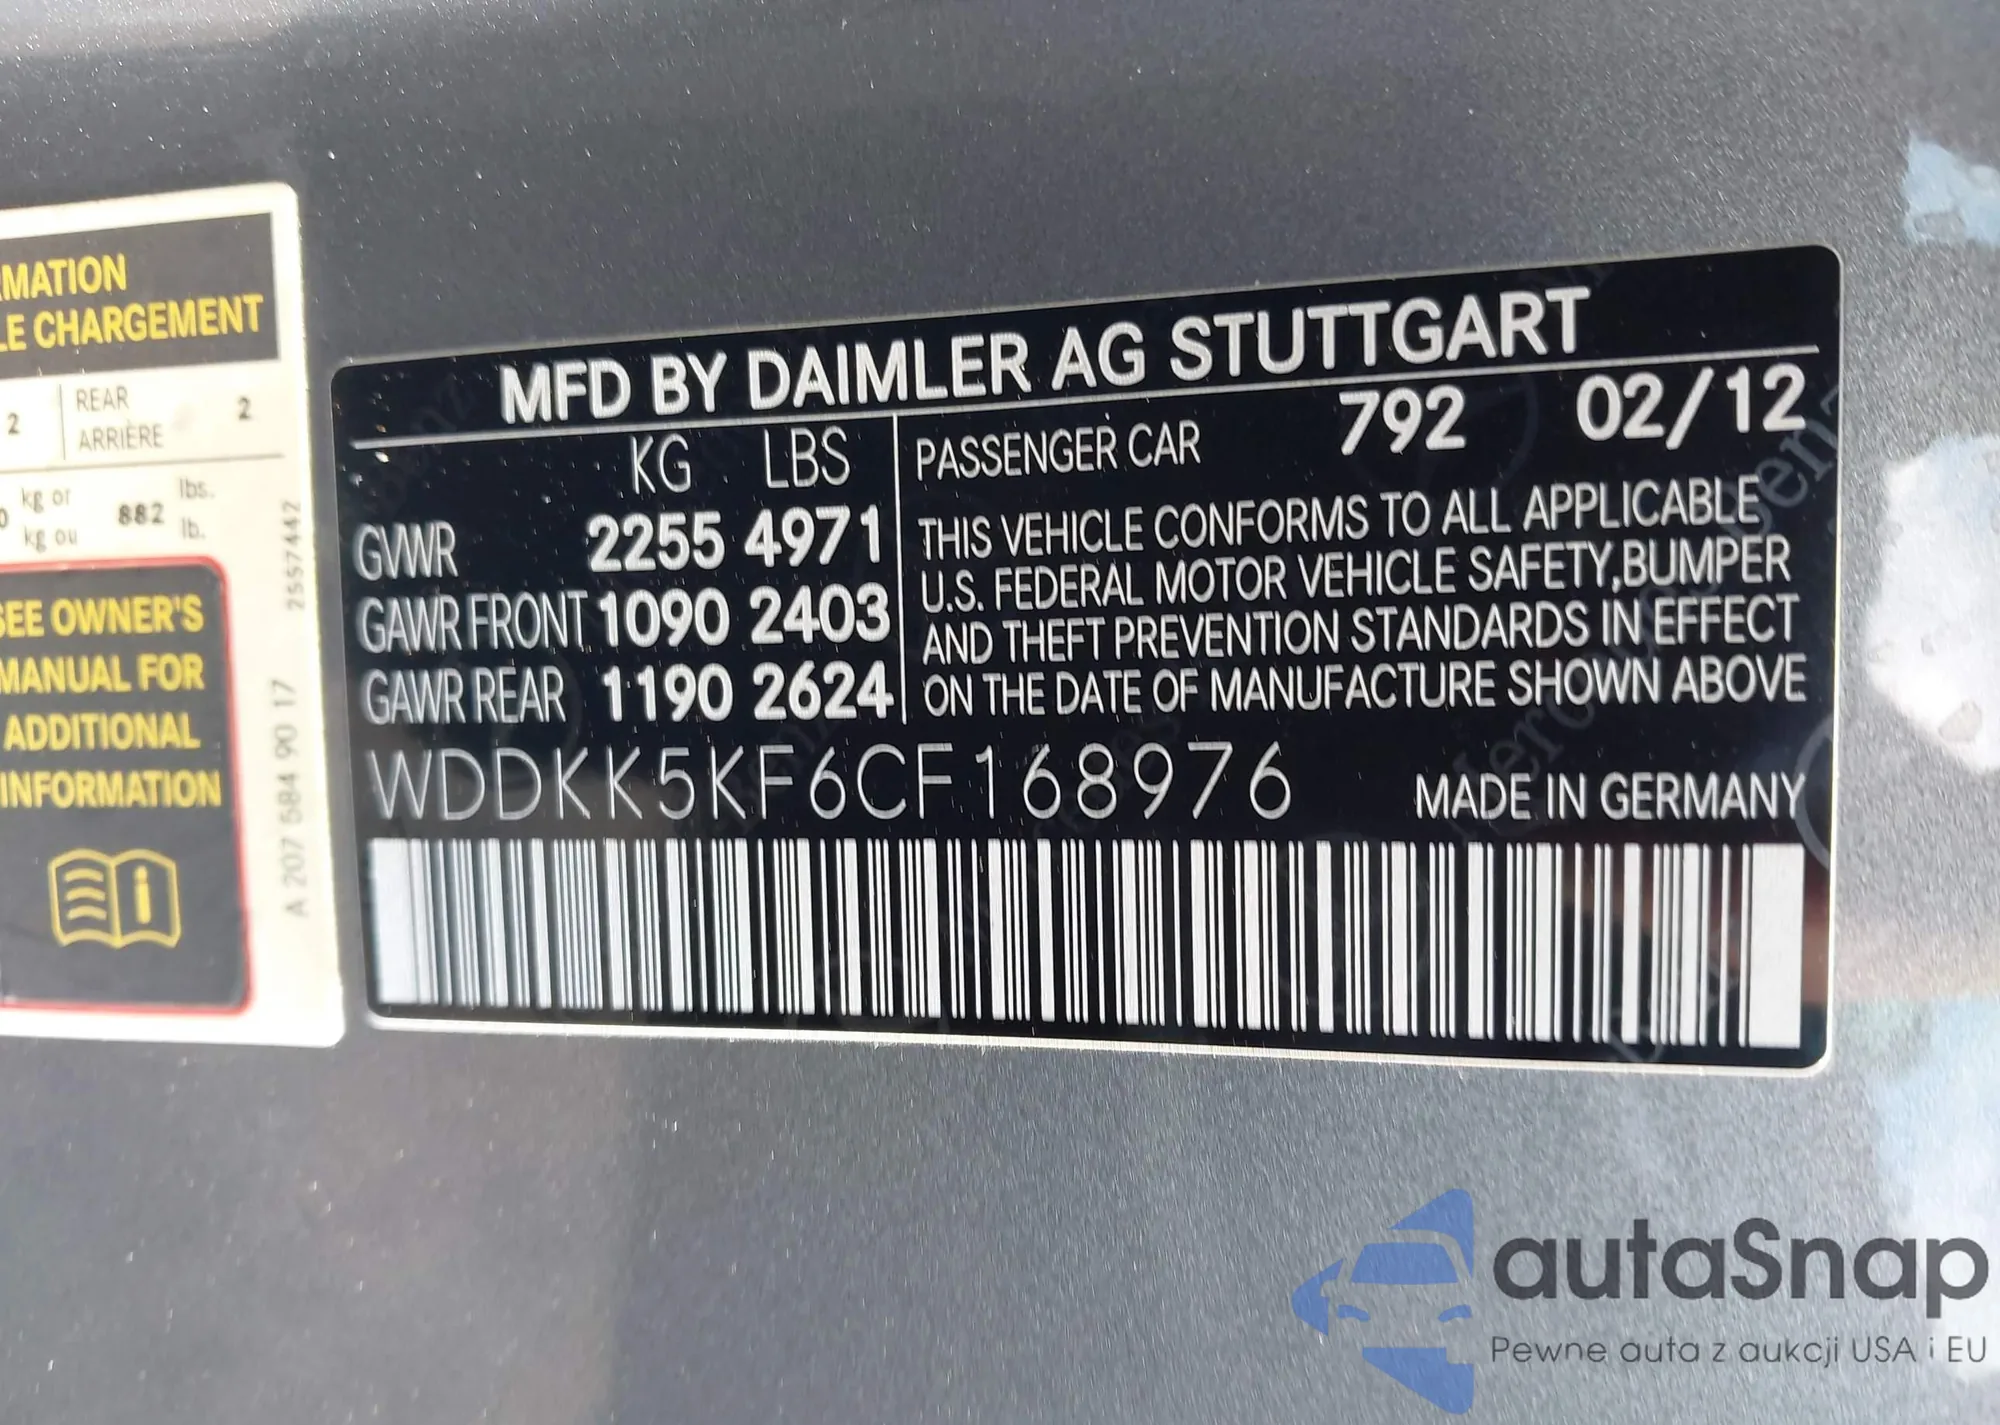 RMATION
LE CHARGEMENT
2 REAR 2
ARRIÈRE
kg or 882 lbs.
kg ou lb.
SEE OWNER'S
MANUAL FOR
ADDITIONAL
INFORMATION
A 207 584 90 17 2557442
MFD BY DAIMLER AG STUTTGART
KG LBS
GVWR 2255 4971
GAWR FRONT 1090 2403
GAWR REAR 1190 2624
PASSENGER CAR 792 02/12
THIS VEHICLE CONFORMS TO ALL APPLICABLE
U.S. FEDERAL MOTOR VEHICLE SAFETY,BUMPER
AND THEFT PREVENTION STANDARDS IN EFFECT
ON THE DATE OF MANUFACTURE SHOWN ABOVE
WDDKK5KF6CF168976
MADE IN GERMANY
autaSnap
Pewne auta z aukcji USA i EU